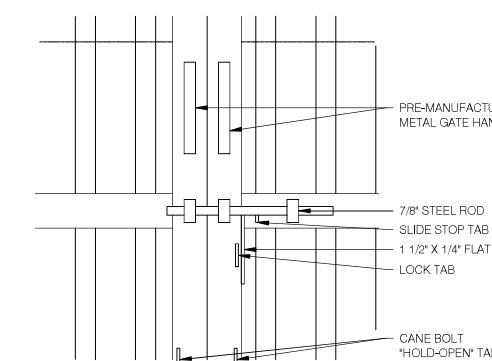 PRE-MANUFACTU
METAL GATE HAN
7/8" STEEL ROD
SLIDE STOP TAB
1 1/2" X 1/4" FLAT
LOCK TAB
CANE BOLT
"HOLD-OPEN" TA